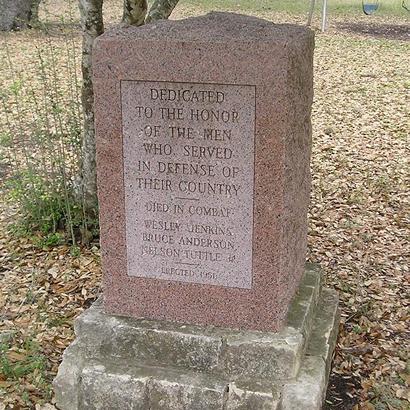 DEDICATED
TO THE HONOR
OF THE MEN
WHO SERVED
IN DEFENSE OF
THEIR COUNTRY
DIED IN COMBAT
WESLEY JENKINS
BRUCE ANDERSON
NELSON TUTTLE JR
ERECTED